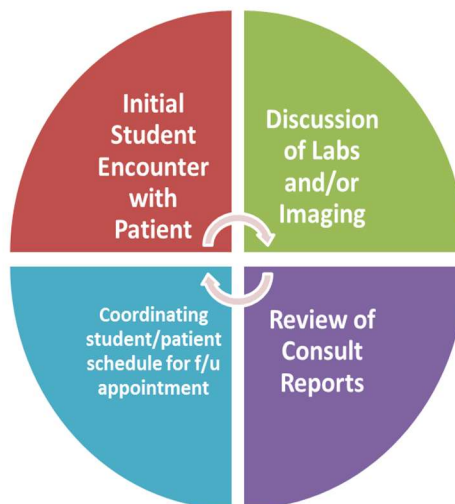 Initial
Student
Encounter
with
Patient
Discussion
of Labs
and/or
Imaging
Coordinating
student/patient
schedule for f/u
appointment
Review of
Consult
Reports